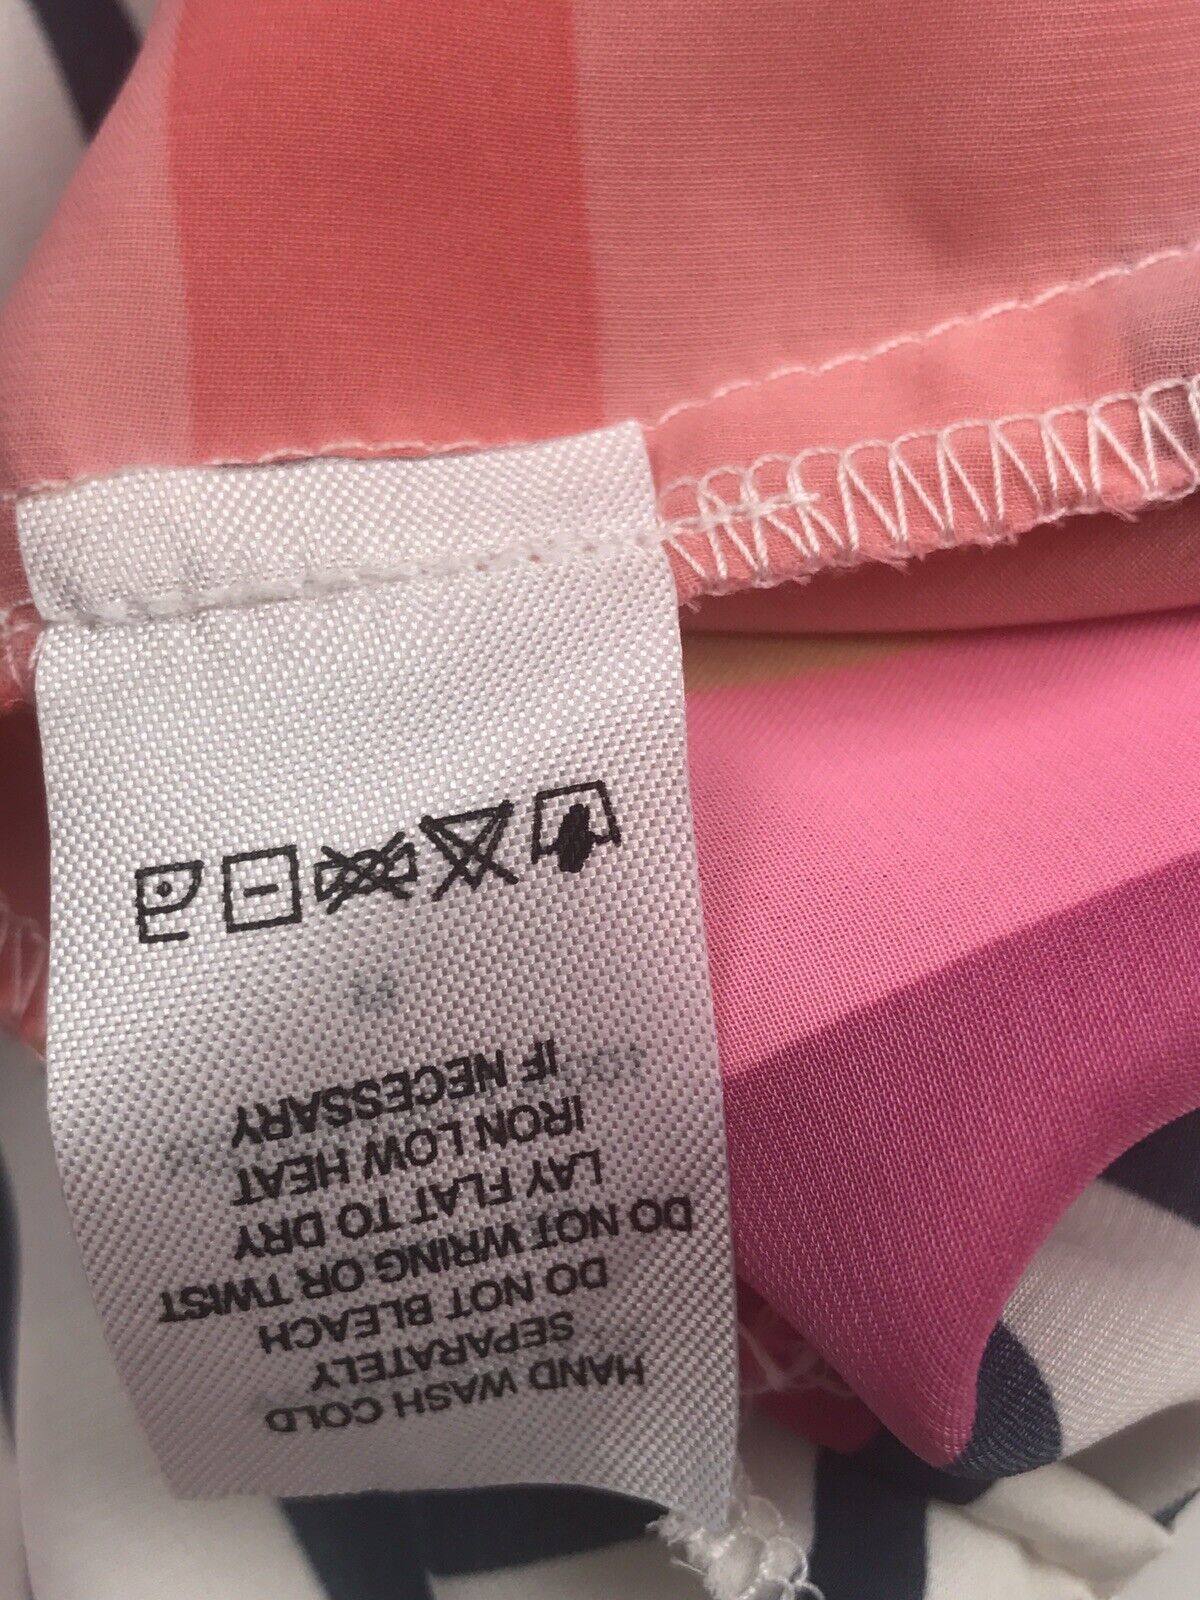 HAND WASH COLD
SEPARATELY
DO NOT BLEACH
DO NOT WRING OR TWIST
LAY FLAT TO DRY
IRON LOW HEAT
IF NECESSARY